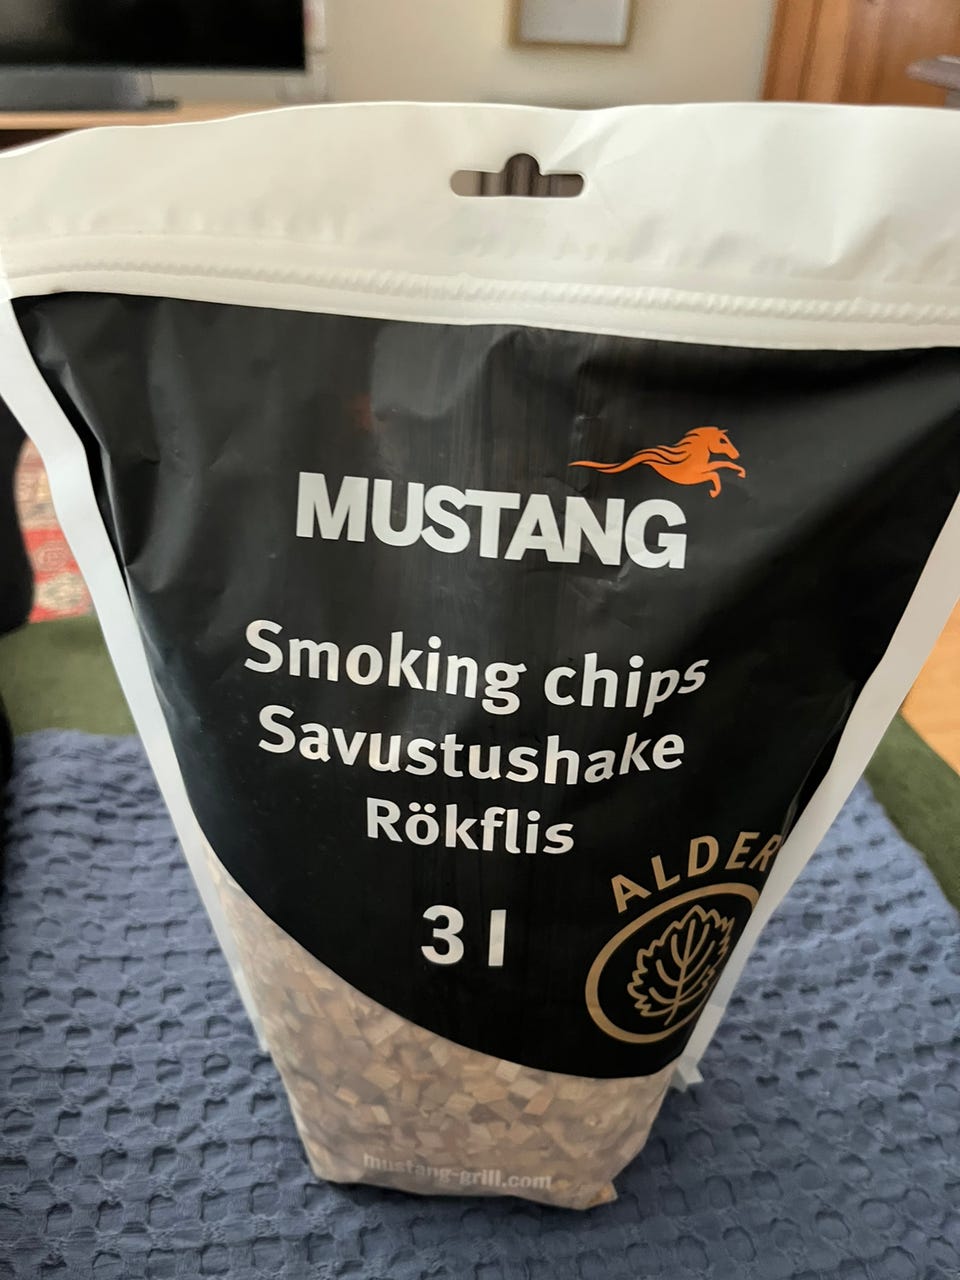 MUSTANG
Smoking chips
Savustushake
Rökflis
3 l
ALDER
mustang-grill.com